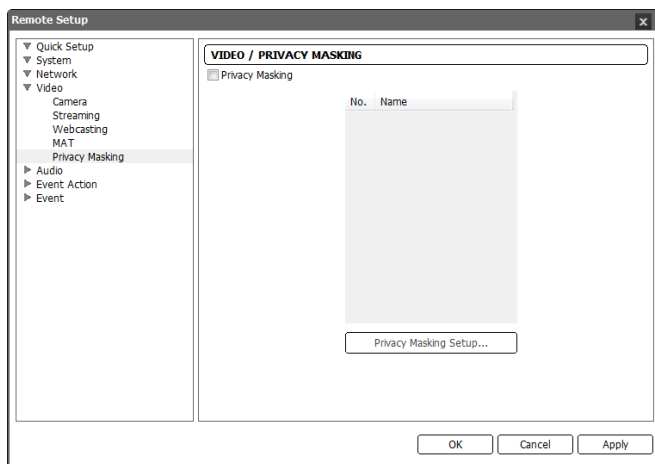 Remote Setup
Quick Setup
System
Network
Video
Camera
Streaming
Webcasting
MAT
Privacy Masking
Audio
Event Action
Event
VIDEO / PRIVACY MASKING
Privacy Masking
No. Name
Privacy Masking Setup...
OK Cancel Apply